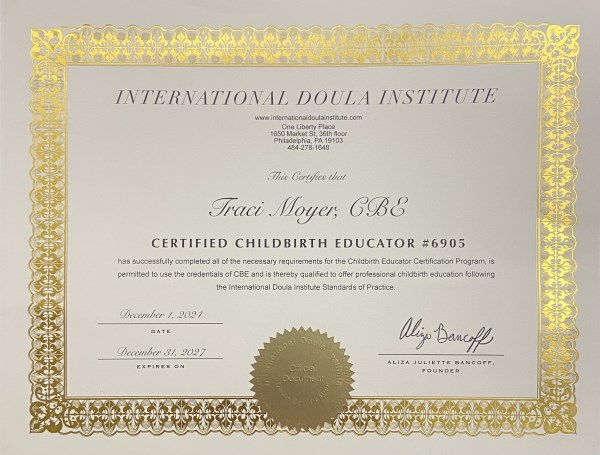 INTERNATIONAL DOULA INSTITUTE
www.internationaldoulainstitute.com
One Liberty Place
1650 Market St, 36th floor
Philadelphia, PA 19103
484-278-1648
This Certifies that
Traci Moyer, CBE
CERTIFIED CHILDBIRTH EDUCATOR #6905
has successfully completed all of the necessary requirements for the Childbirth Educator Certification Program, is
permitted to use the credentials of CBE and is thereby qualified to offer professional childbirth education following
the International Doula Institute Standards of Practice.
December 1, 2024
DATE
December 31, 2027
EXPIRES ON
Official
Document
Aliza Bancoff
ALIZA JULIETTE BANCOFF,
FOUNDER